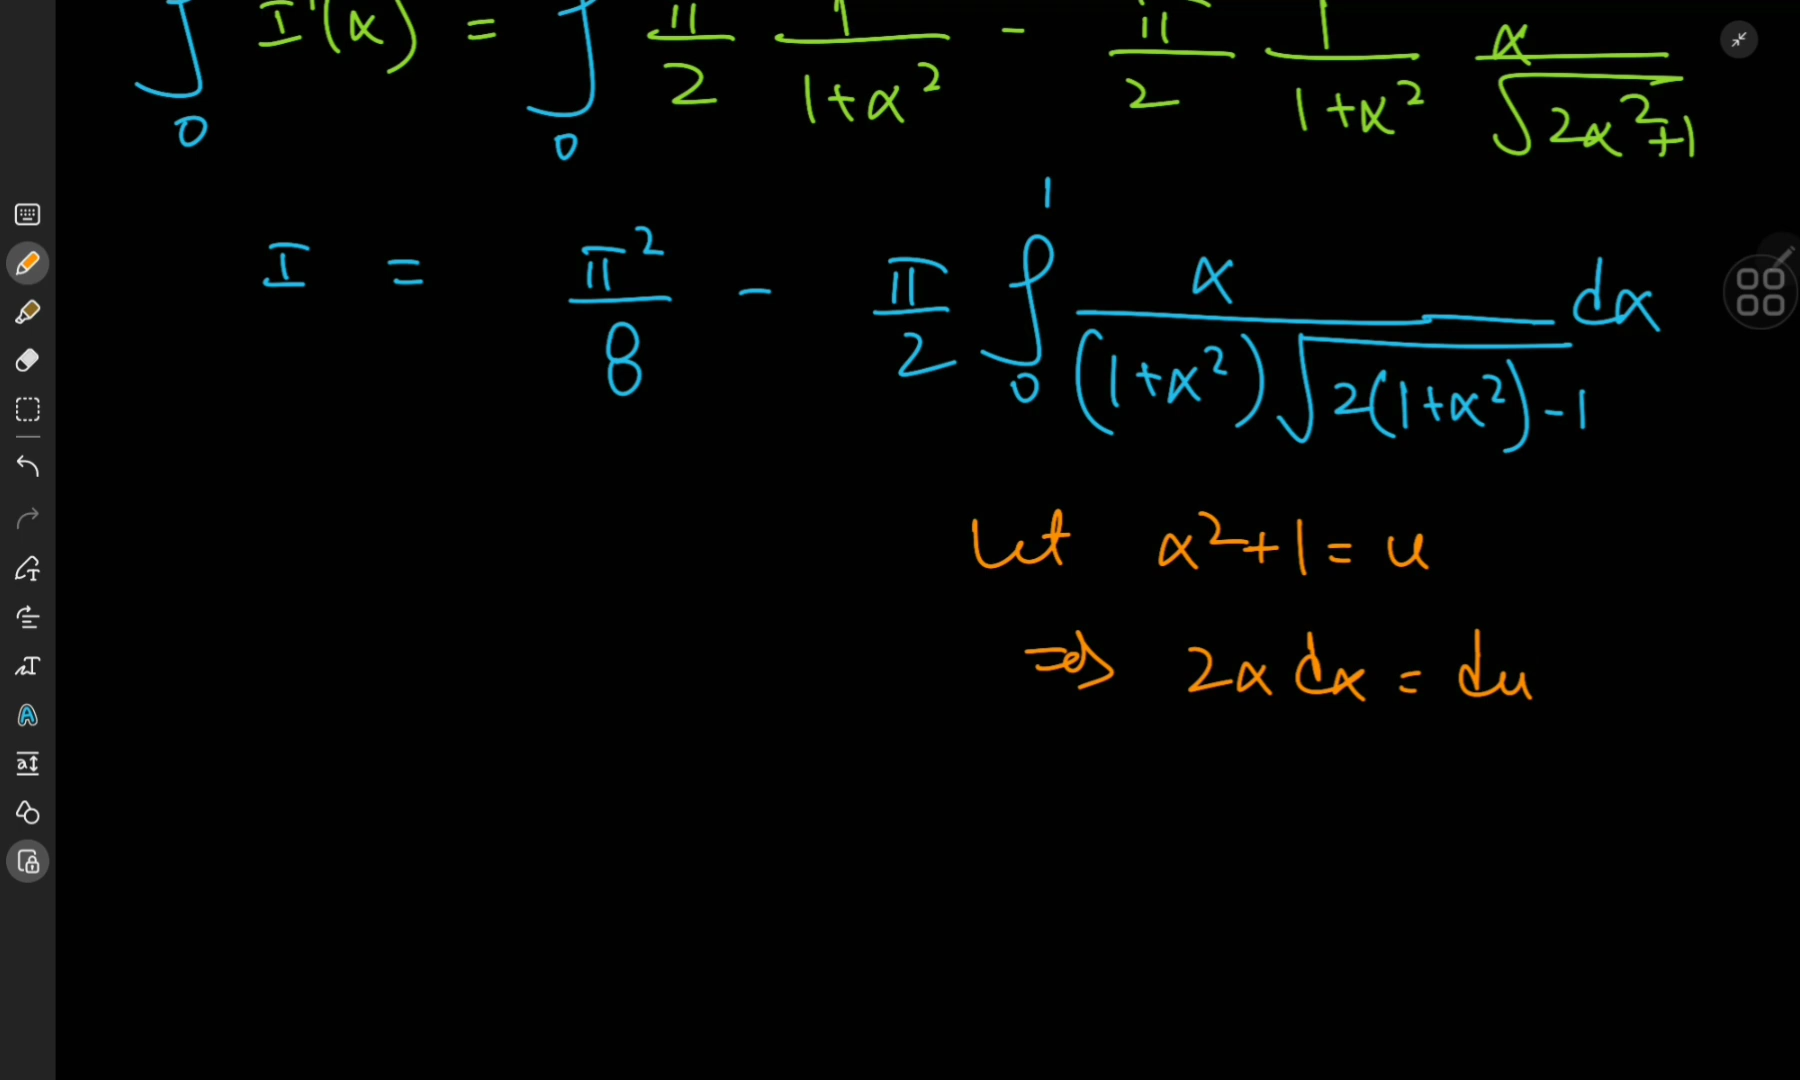 ∫₀ I'(α) = ∫₀ π/2 1/(1+α²) - π/2 1/(1+α²) α/√(2α²+1)
I = π²/8 - π/2 ∫₀¹ α/((1+α²)√(2(1+α²)-1)) dα
Let α²+1 = u
⇒ 2α dα = du